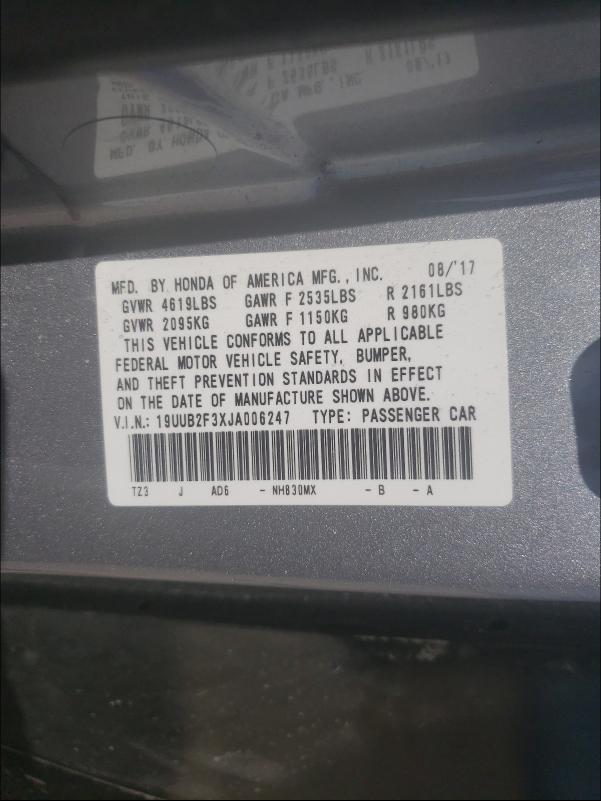 MFD. BY HONDA OF AMERICA MFG., INC. 08/'17
GVWR 4619LBS GAWR F 2535LBS R 2161LBS
GVWR 2095KG GAWR F 1150KG R 980KG
THIS VEHICLE CONFORMS TO ALL APPLICABLE
FEDERAL MOTOR VEHICLE SAFETY, BUMPER,
AND THEFT PREVENTION STANDARDS IN EFFECT
ON THE DATE OF MANUFACTURE SHOWN ABOVE.
V.I.N.: 19UUB2F3XJA006247 TYPE: PASSENGER CAR
TZ3 J AD6 - NH830MX - B - A